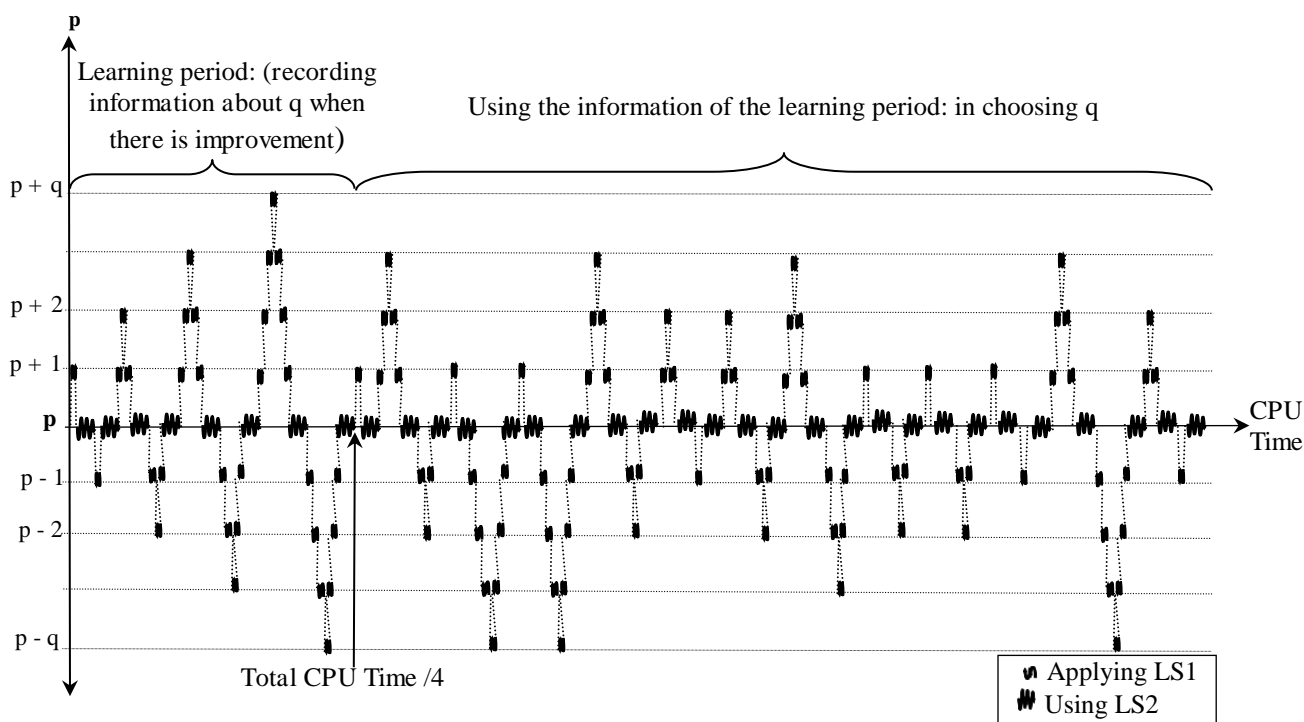 p
Learning period: (recording
information about q when
there is improvement)
Using the information of the learning period: in choosing q
p + q
p + 2
p + 1
p
CPU
Time
p - 1
p - 2
p - q
Total CPU Time /4
Applying LS1
Using LS2